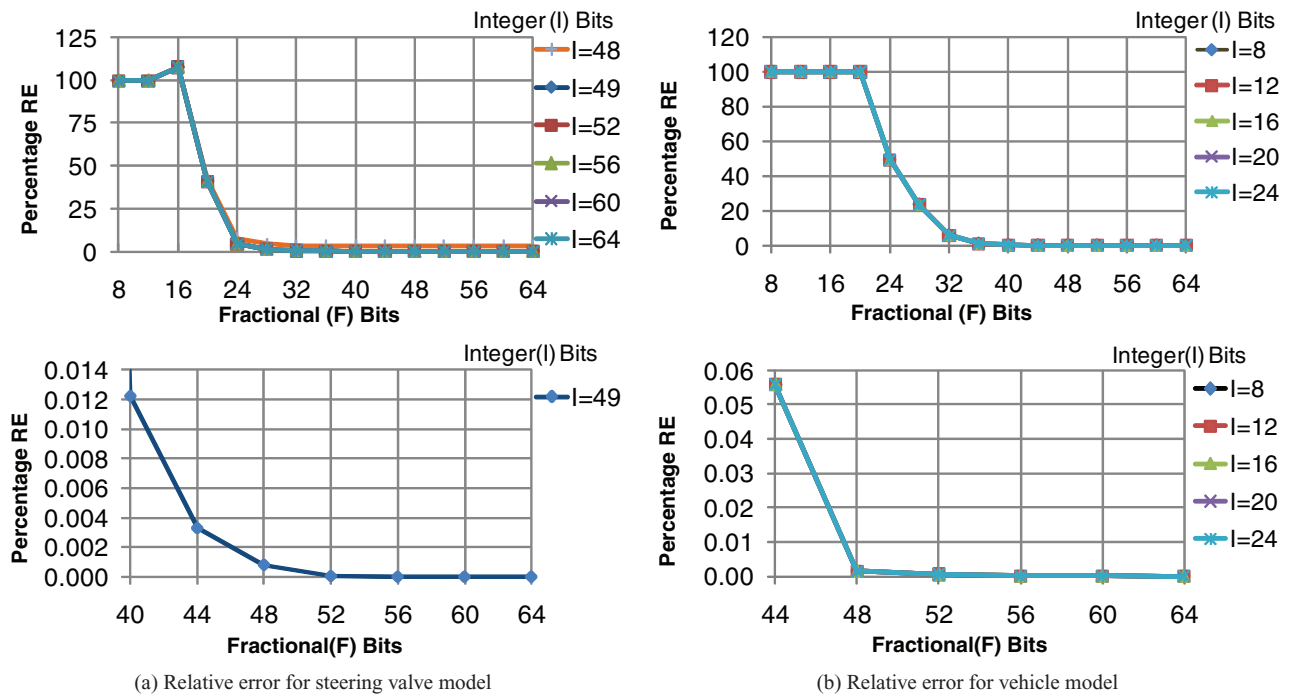 Integer (I) Bits
125
100
75
50
25
0
Percentage RE
8 16 24 32 40 48 56 64
Fractional (F) Bits
I=48
I=49
I=52
I=56
I=60
I=64
Integer (I) Bits
120
100
80
60
40
20
0
Percentage RE
8 16 24 32 40 48 56 64
Fractional (F) Bits
I=8
I=12
I=16
I=20
I=24
Integer(I) Bits
0.014
0.012
0.010
0.008
0.006
0.004
0.002
0.000
Percentage RE
40 44 48 52 56 60 64
Fractional(F) Bits
I=49
(a) Relative error for steering valve model
Integer(I) Bits
0.06
0.05
0.04
0.03
0.02
0.01
0.00
Percentage RE
44 48 52 56 60 64
Fractional(F) Bits
I=8
I=12
I=16
I=20
I=24
(b) Relative error for vehicle model